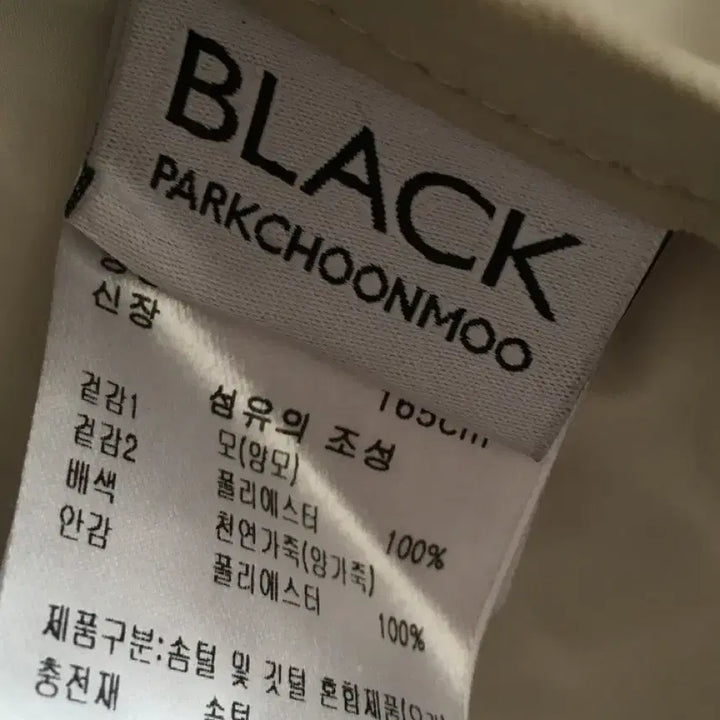 BLACK
PARKCHOONMOO
신장 165cm
섬유의 조성
겉감1 모(양모)
겉감2 폴리에스터 100%
배색 천연가죽(양가죽)
안감 폴리에스터 100%
제품구분:솜털 및 깃털 혼합제품
충전재 솜털